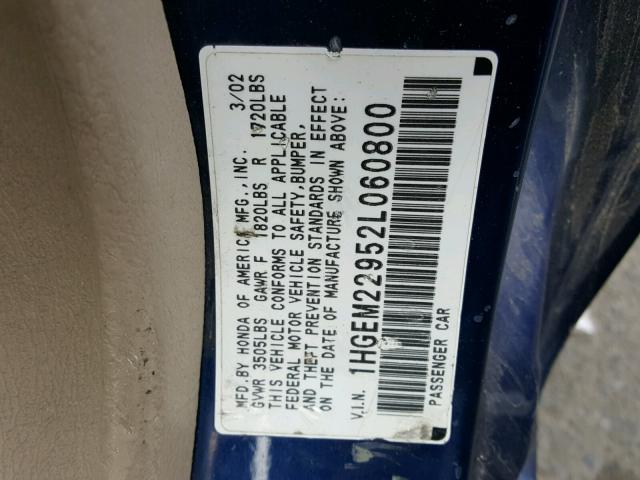 MFD.BY HONDA OF AMERICA MFG.,INC. 3/02
GVWR 3505LBS GAWR F 1820LBS R 1720LBS
THIS VEHICLE CONFORMS TO ALL APPLICABLE
FEDERAL MOTOR VEHICLE SAFETY,BUMPER,
AND THEFT PREVENTION STANDARDS IN EFFECT
ON THE DATE OF MANUFACTURE SHOWN ABOVE:
V.I.N. 1HGEM22952L060800
PASSENGER CAR